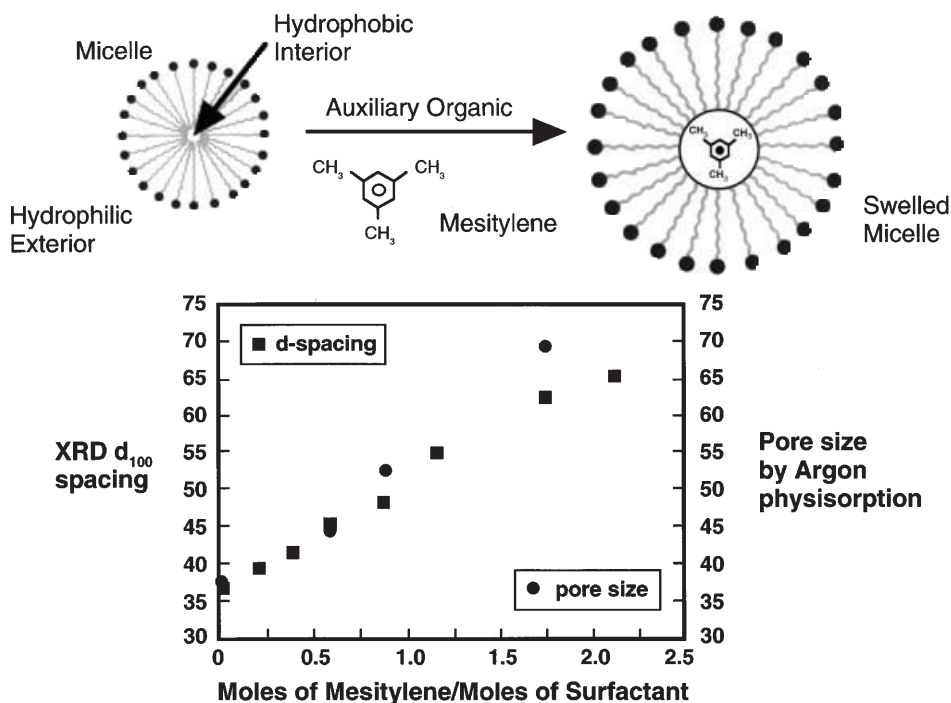 Micelle
Hydrophobic
Interior
Hydrophilic
Exterior
Auxiliary Organic
CH3
CH3
CH3
Mesitylene
CH3
CH3
CH3
Swelled
Micelle
75
70
65
60
55
50
45
40
35
30
XRD d100
spacing
d-spacing
pore size
75
70
65
60
55
50
45
40
35
30
Pore size
by Argon
physisorption
0
0.5
1.0
1.5
2.0
2.5
Moles of Mesitylene/Moles of Surfactant